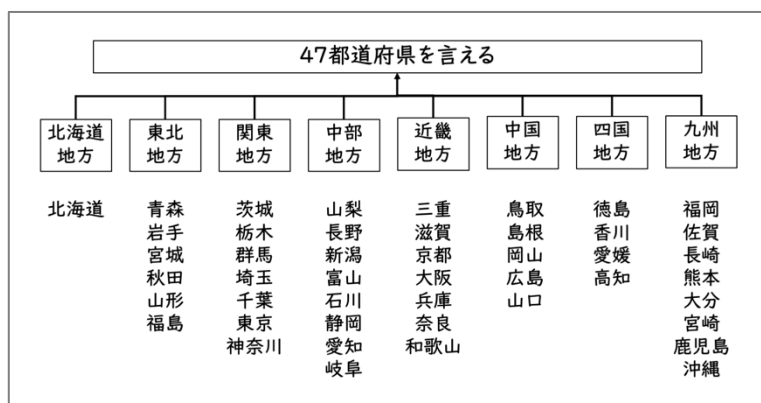 47都道府県を言える
北海道
地方
東北
地方
関東
地方
中部
地方
近畿
地方
中国
地方
四国
地方
九州
地方
北海道
青森
岩手
宮城
秋田
山形
福島
茨城
栃木
群馬
埼玉
千葉
東京
神奈川
山梨
長野
新潟
富山
石川
静岡
愛知
岐阜
三重
滋賀
京都
大阪
兵庫
奈良
和歌山
鳥取
島根
岡山
広島
山口
徳島
香川
愛媛
高知
福岡
佐賀
長崎
熊本
大分
宮崎
鹿児島
沖縄